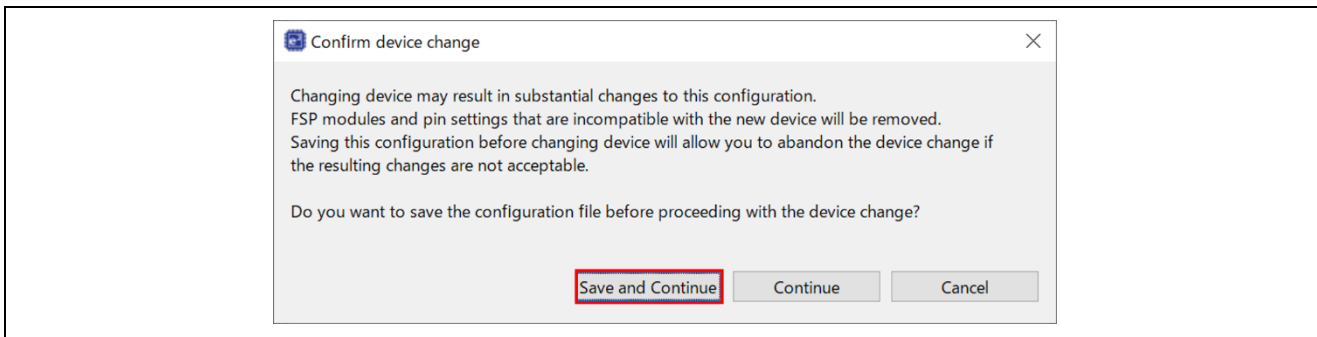 Confirm device change
Changing device may result in substantial changes to this configuration.
FSP modules and pin settings that are incompatible with the new device will be removed.
Saving this configuration before changing device will allow you to abandon the device change if
the resulting changes are not acceptable.
Do you want to save the configuration file before proceeding with the device change?
Save and Continue
Continue
Cancel